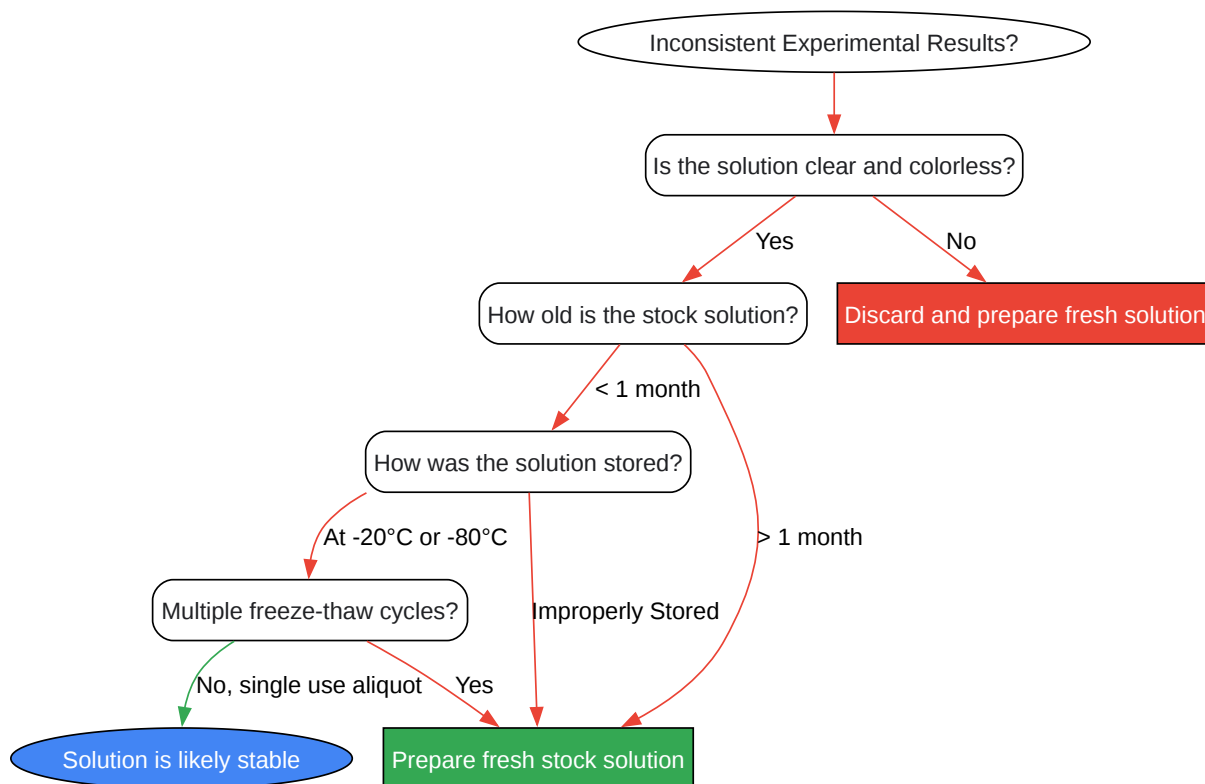 Inconsistent Experimental Results?
Is the solution clear and colorless?
Yes
No
How old is the stock solution?
Discard and prepare fresh solution
< 1 month
How was the solution stored?
At -20°C or -80°C
> 1 month
Multiple freeze-thaw cycles?
Improperly Stored
No, single use aliquot
Yes
Solution is likely stable
Prepare fresh stock solution